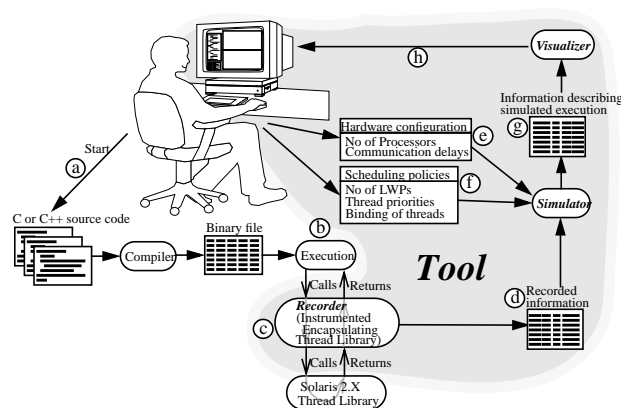 Visualizer
h
Information describing
simulated execution
g
Hardware configuration
No of Processors
Communication delays
e
Start
a
Scheduling policies
No of LWPs
Thread priorities
Binding of threads
f
Simulator
C or C++ source code
Compiler
Binary file
b
Execution
Tool
Calls
Returns
d
Recorded
information
c
Recorder
(Instrumented
Encapsulating
Thread Library)
Calls
Returns
Solaris 2.X
Thread Library